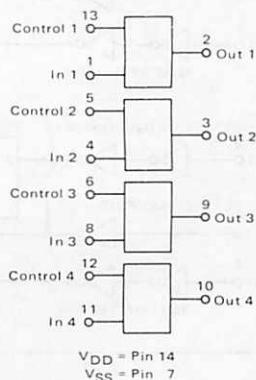 13
Control 1
2
Out 1
1
In 1
5
Control 2
3
Out 2
4
In 2
6
Control 3
9
Out 3
8
In 3
12
Control 4
10
Out 4
11
In 4
VDD = Pin 14
VSS = Pin 7